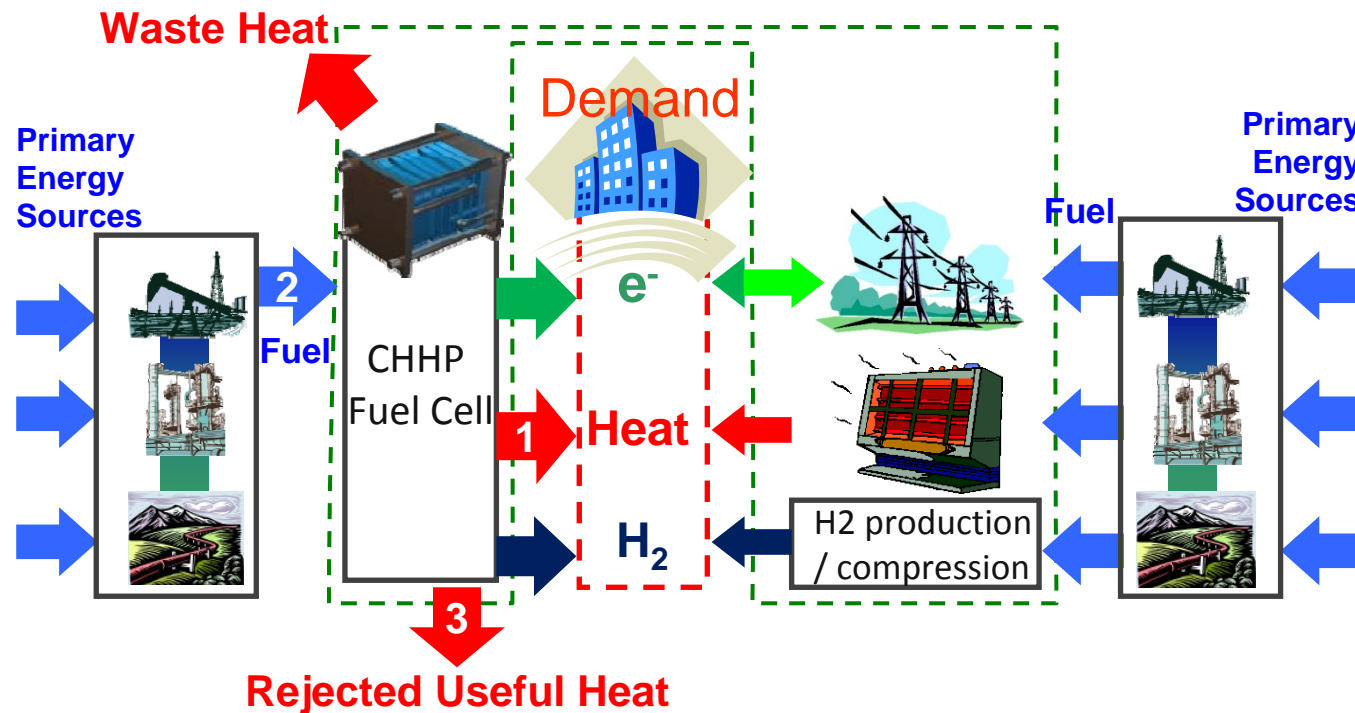 Waste Heat
Demand
Primary
Energy
Sources
Primary
Energy
Sources
Fuel
2
e-
Fuel
CHHP
Fuel Cell
1
Heat
H2
H2 production
/ compression
3
Rejected Useful Heat